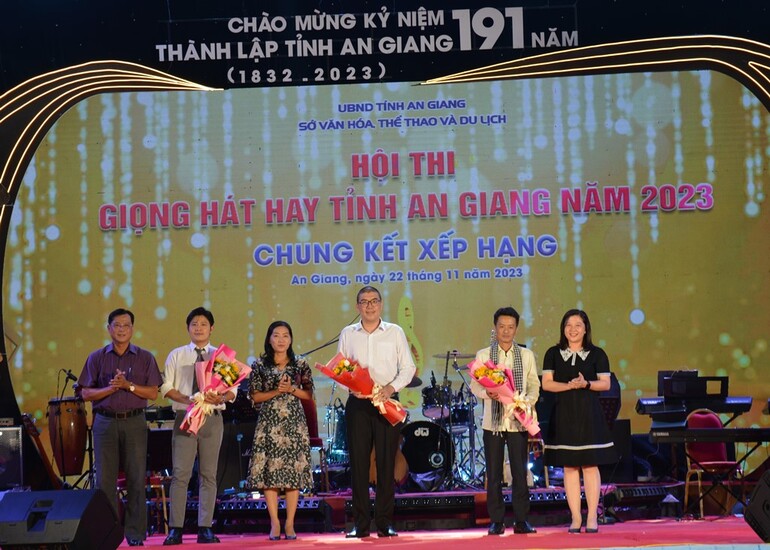 CHÀO MỪNG KỶ NIỆM
THÀNH LẬP TỈNH AN GIANG 191 NĂM
(1832 - 2023)
UBND TỈNH AN GIANG
SỞ VĂN HÓA, THỂ THAO VÀ DU LỊCH
HỘI THI
GIỌNG HÁT HAY TỈNH AN GIANG NĂM 2023
CHUNG KẾT XẾP HẠNG
An Giang, ngày 22 tháng 11 năm 2023